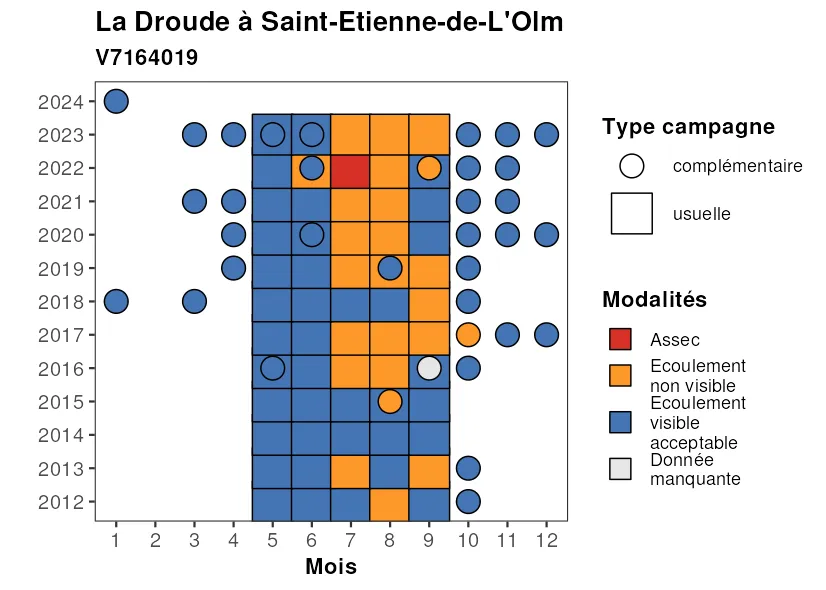 La Droude à Saint-Etienne-de-L'Olm
V7164019
2024
2023
2022
2021
2020
2019
2018
2017
2016
2015
2014
2013
2012
1 2 3 4 5 6 7 8 9 10 11 12
Mois
Type campagne
complémentaire
usuelle
Modalités
Assec
Ecoulement
non visible
Ecoulement
visible
acceptable
Donnée
manquante